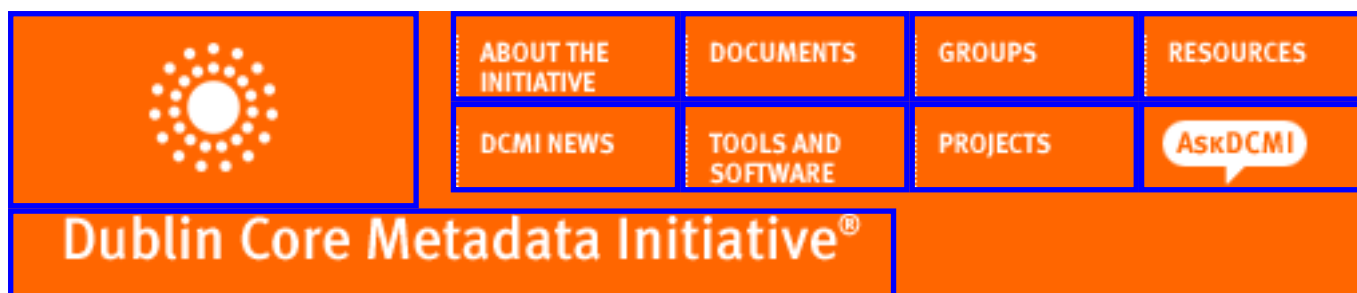 ABOUT THE
INITIATIVE
DOCUMENTS
GROUPS
RESOURCES
DCMI NEWS
TOOLS AND
SOFTWARE
PROJECTS
ASKDCMI
Dublin Core Metadata Initiative®